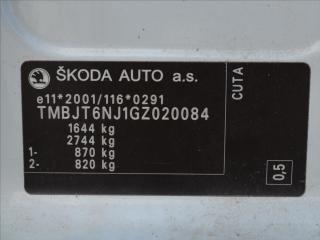 ŠKODA AUTO a.s.
e11*2001/116*0291
TMBJT6NJ1GZ020084
1644 kg
2744 kg
1- 870 kg
2- 820 kg
CUTA
0,5